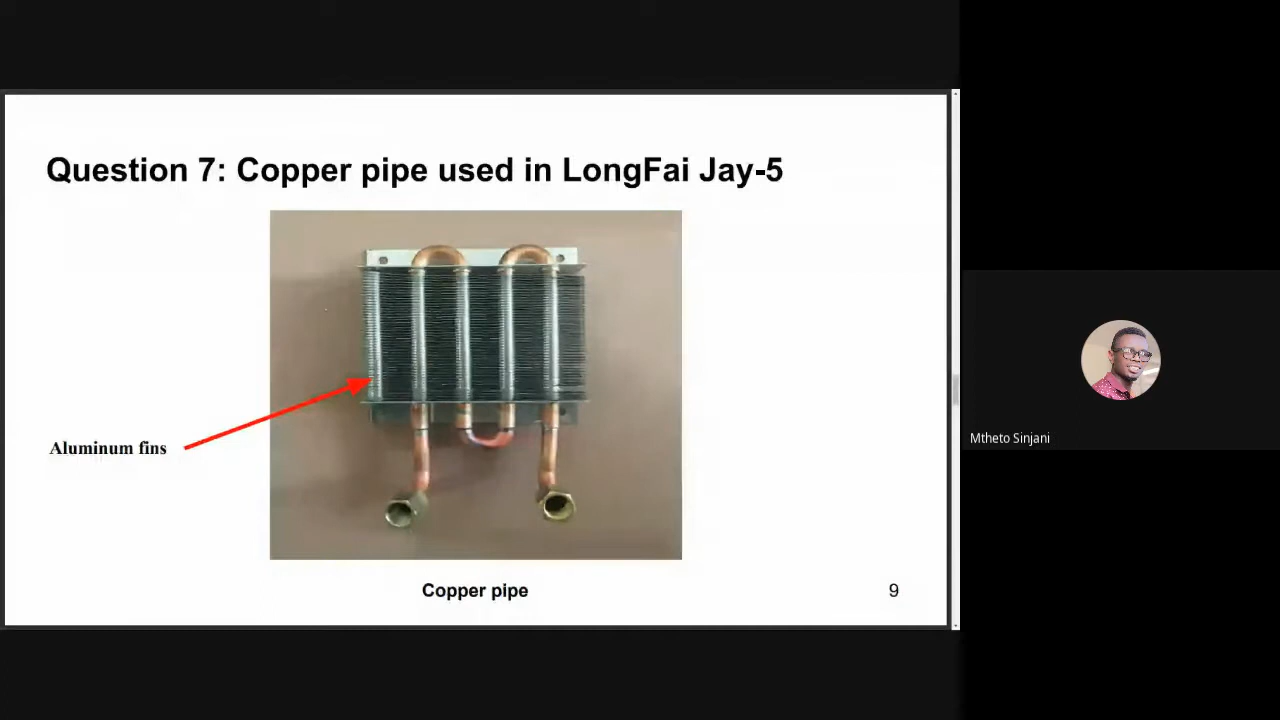 Question 7: Copper pipe used in LongFai Jay-5
Aluminum fins
Copper pipe
9
Mtheto Sinjani